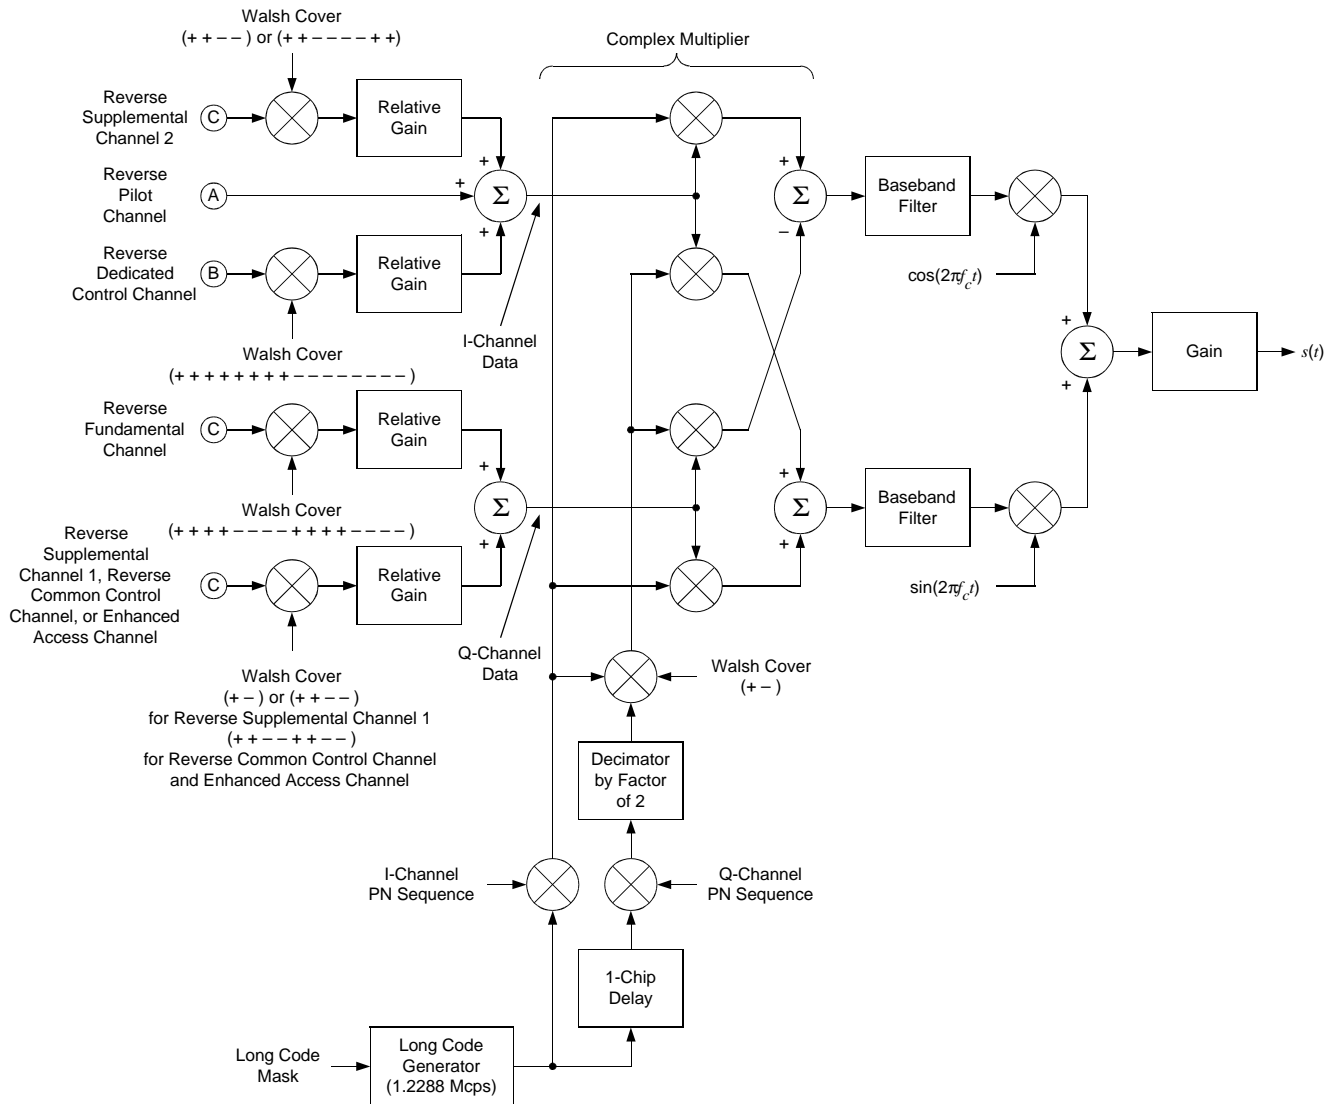 Walsh Cover
(+ + − −) or (+ + − − − − + +)
Complex Multiplier
Reverse
Supplemental
Channel 2
C
Relative
Gain
+
+
−
Reverse
Pilot
Channel
A
+
Σ
Σ
Baseband
Filter
+
Reverse
Dedicated
Control Channel
B
Relative
Gain
cos(2πf_c t)
I-Channel
Data
Walsh Cover
(+ + + + + + + + − − − − − − − −)
+
Σ
+
Gain
s(t)
Reverse
Fundamental
Channel
C
Relative
Gain
+
Σ
+
+
Σ
+
Baseband
Filter
Walsh Cover
(+ + + + − − − − + + + + − − − −)
Reverse
Supplemental
Channel 1, Reverse
Common Control
Channel, or Enhanced
Access Channel
C
Relative
Gain
sin(2πf_c t)
Q-Channel
Data
Walsh Cover
(+ −)
Walsh Cover
(+ −) or (+ + − −)
for Reverse Supplemental Channel 1
(+ + − − + + − −)
for Reverse Common Control Channel
and Enhanced Access Channel
Decimator
by Factor
of 2
I-Channel
PN Sequence
Q-Channel
PN Sequence
1-Chip
Delay
Long Code
Mask
Long Code
Generator
(1.2288 Mcps)